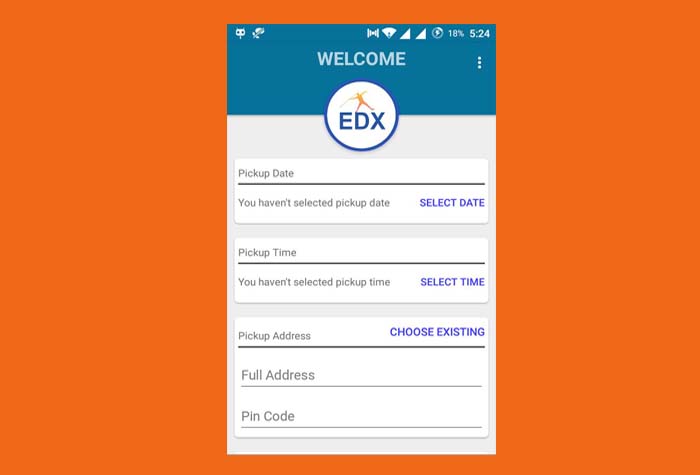 18% 5:24
WELCOME
EDX
Pickup Date
You haven't selected pickup date SELECT DATE
Pickup Time
You haven't selected pickup time SELECT TIME
Pickup Address CHOOSE EXISTING
Full Address
Pin Code